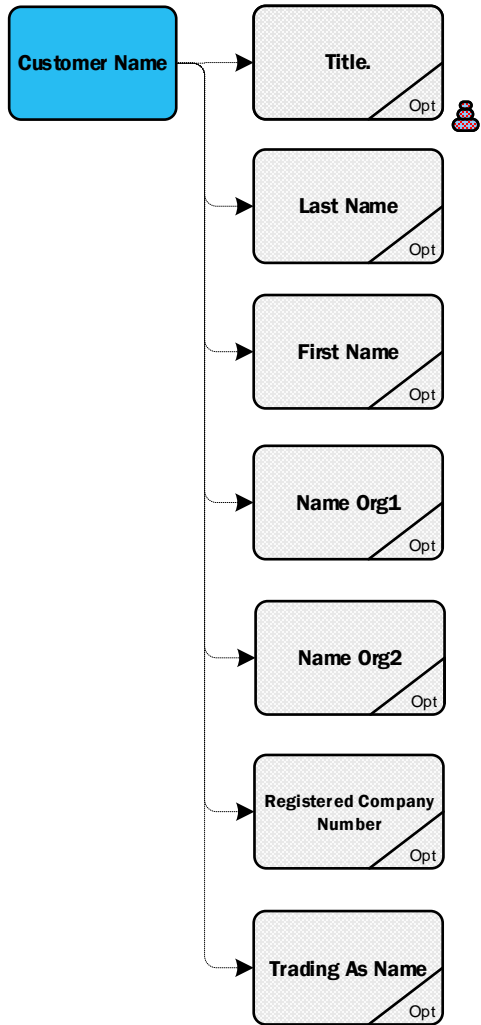 Customer Name
Title.
Opt
Last Name
Opt
First Name
Opt
Name Org1
Opt
Name Org2
Opt
Registered Company
Number
Opt
Trading As Name
Opt